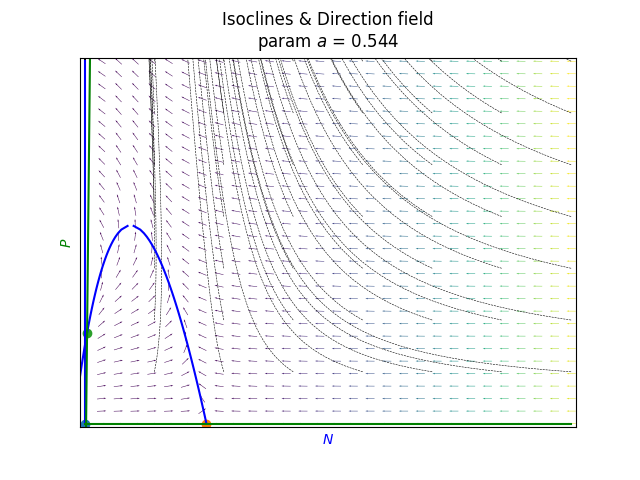 Isoclines & Direction field
param a = 0.544
P
N